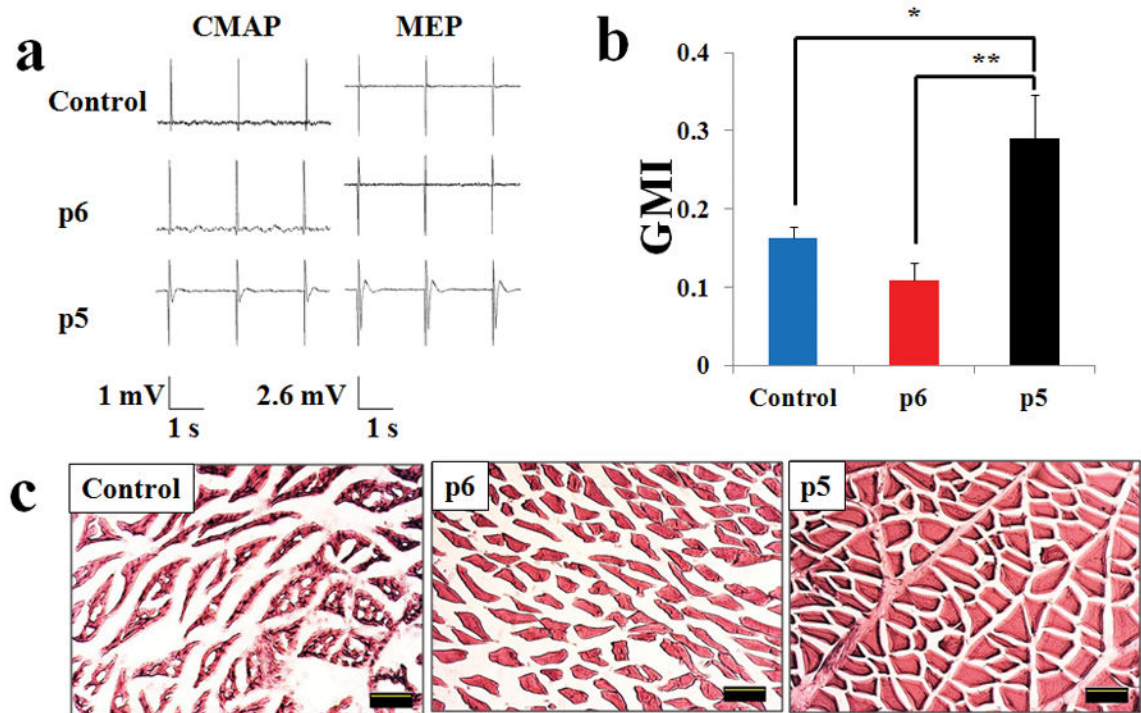 a
CMAP MEP
Control
p6
p5
1 mV
1 s
2.6 mV
1 s
b
*
**
GMI
0.4
0.3
0.2
0.1
0
Control p6 p5
c
Control
p6
p5